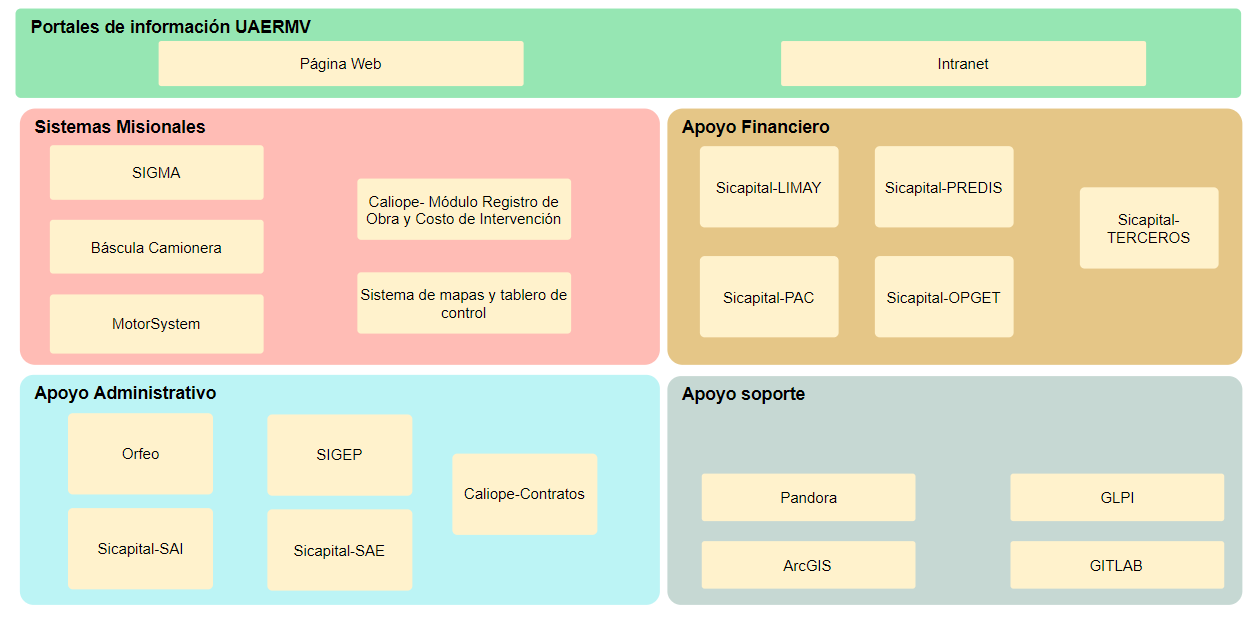 Portales de información UAERMV
Página Web
Intranet
Sistemas Misionales
SIGMA
Báscula Camionera
MotorSystem
Caliope- Módulo Registro de
Obra y Costo de Intervención
Sistema de mapas y tablero de
control
Apoyo Financiero
Sicapital-LIMAY
Sicapital-PREDIS
Sicapital-
TERCEROS
Sicapital-PAC
Sicapital-OPGET
Apoyo Administrativo
Orfeo
SIGEP
Caliope-Contratos
Sicapital-SAI
Sicapital-SAE
Apoyo soporte
Pandora
GLPI
ArcGIS
GITLAB